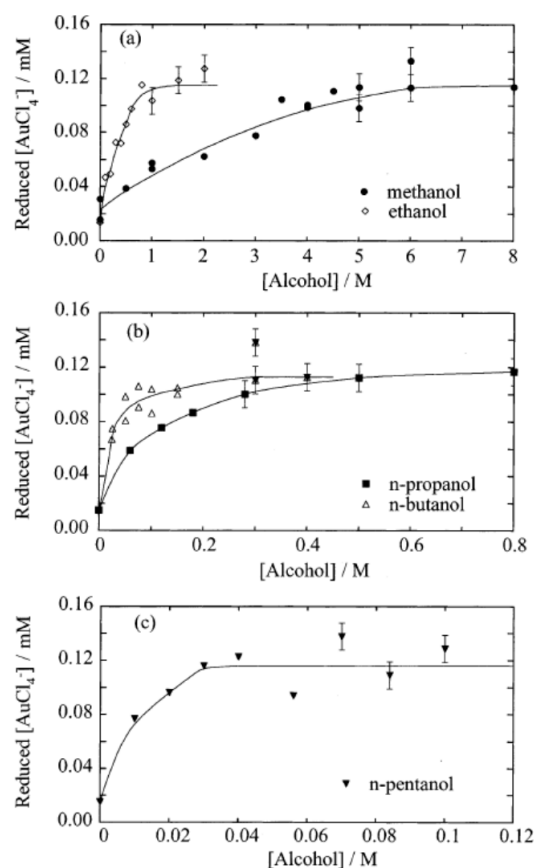 (a)
Reduced [AuCl4-] / mM
0.16
0.12
0.08
0.04
0.00
methanol
ethanol
0 1 2 3 4 5 6 7 8
[Alcohol] / M
(b)
Reduced [AuCl4-] / mM
0.16
0.12
0.08
0.04
0.00
n-propanol
n-butanol
0 0.2 0.4 0.6 0.8
[Alcohol] / M
(c)
Reduced [AuCl4-] / mM
0.16
0.12
0.08
0.04
0.00
n-pentanol
0 0.02 0.04 0.06 0.08 0.1 0.12
[Alcohol] / M